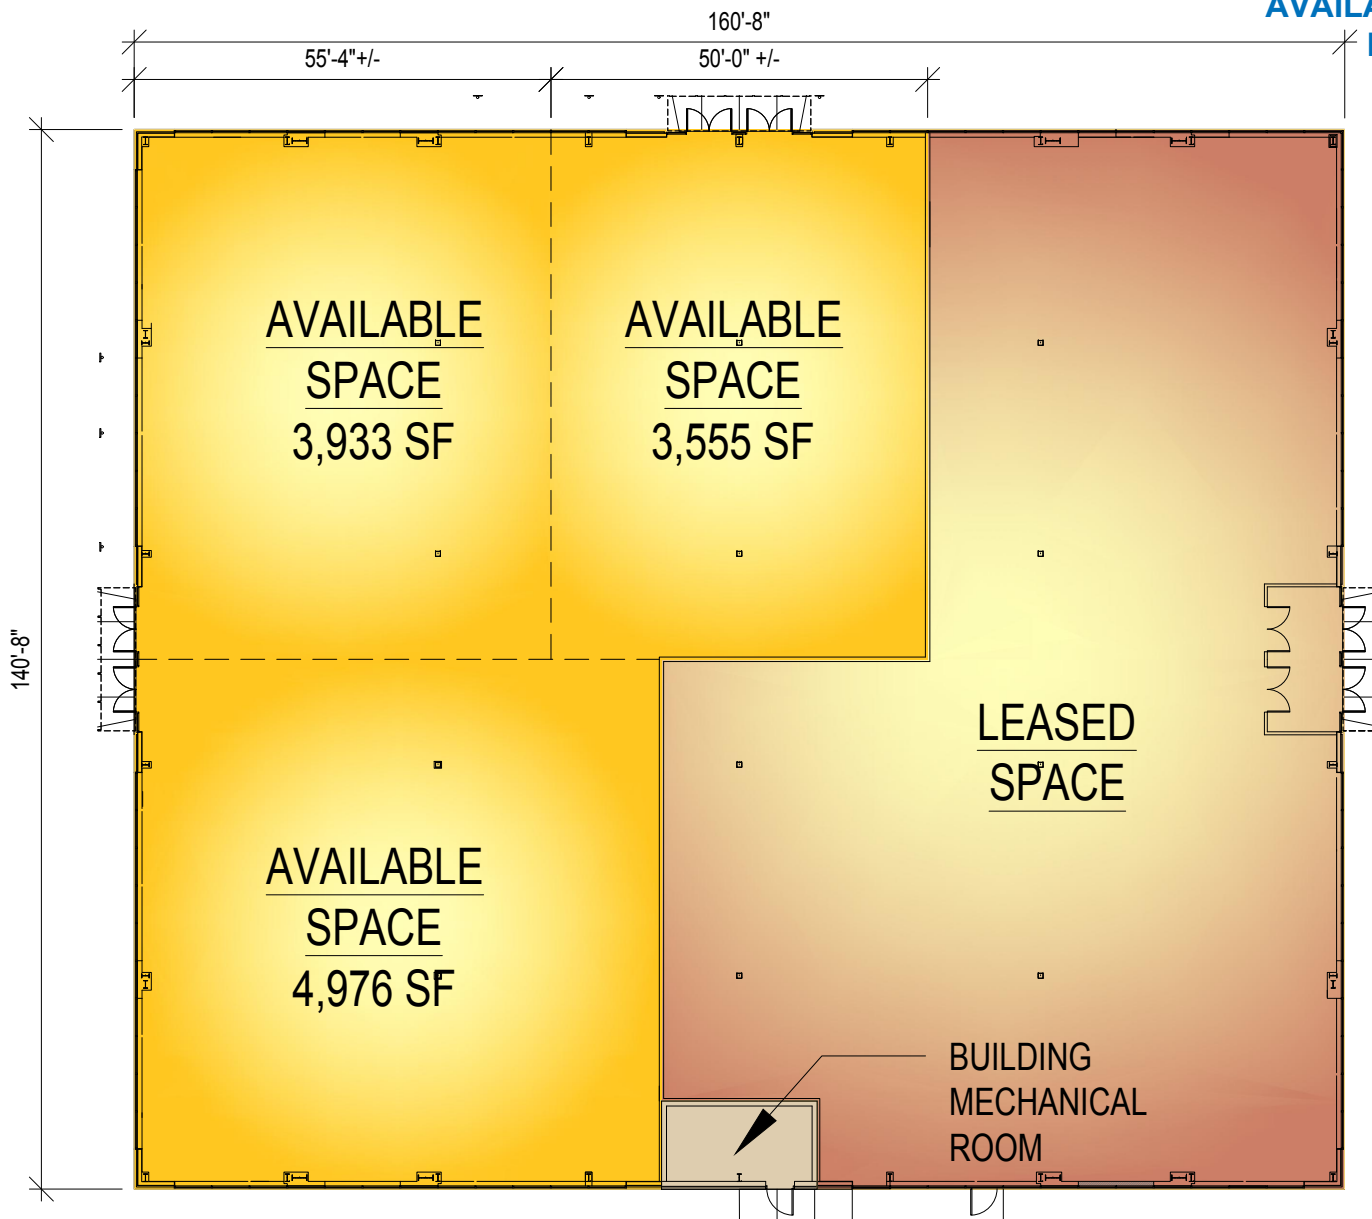 160'-8"
55'-4"+/-
50'-0" +/-
140'-8"
AVAILABLE
SPACE
3,933 SF
AVAILABLE
SPACE
3,555 SF
LEASED
SPACE
AVAILABLE
SPACE
4,976 SF
BUILDING
MECHANICAL
ROOM